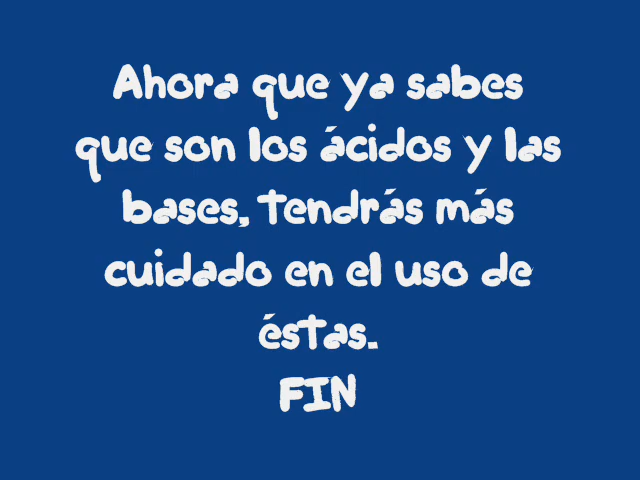 Ahora que ya sabes
que son los ácidos y las
bases, tendrás más
cuidado en el uso de
éstas.
FIN